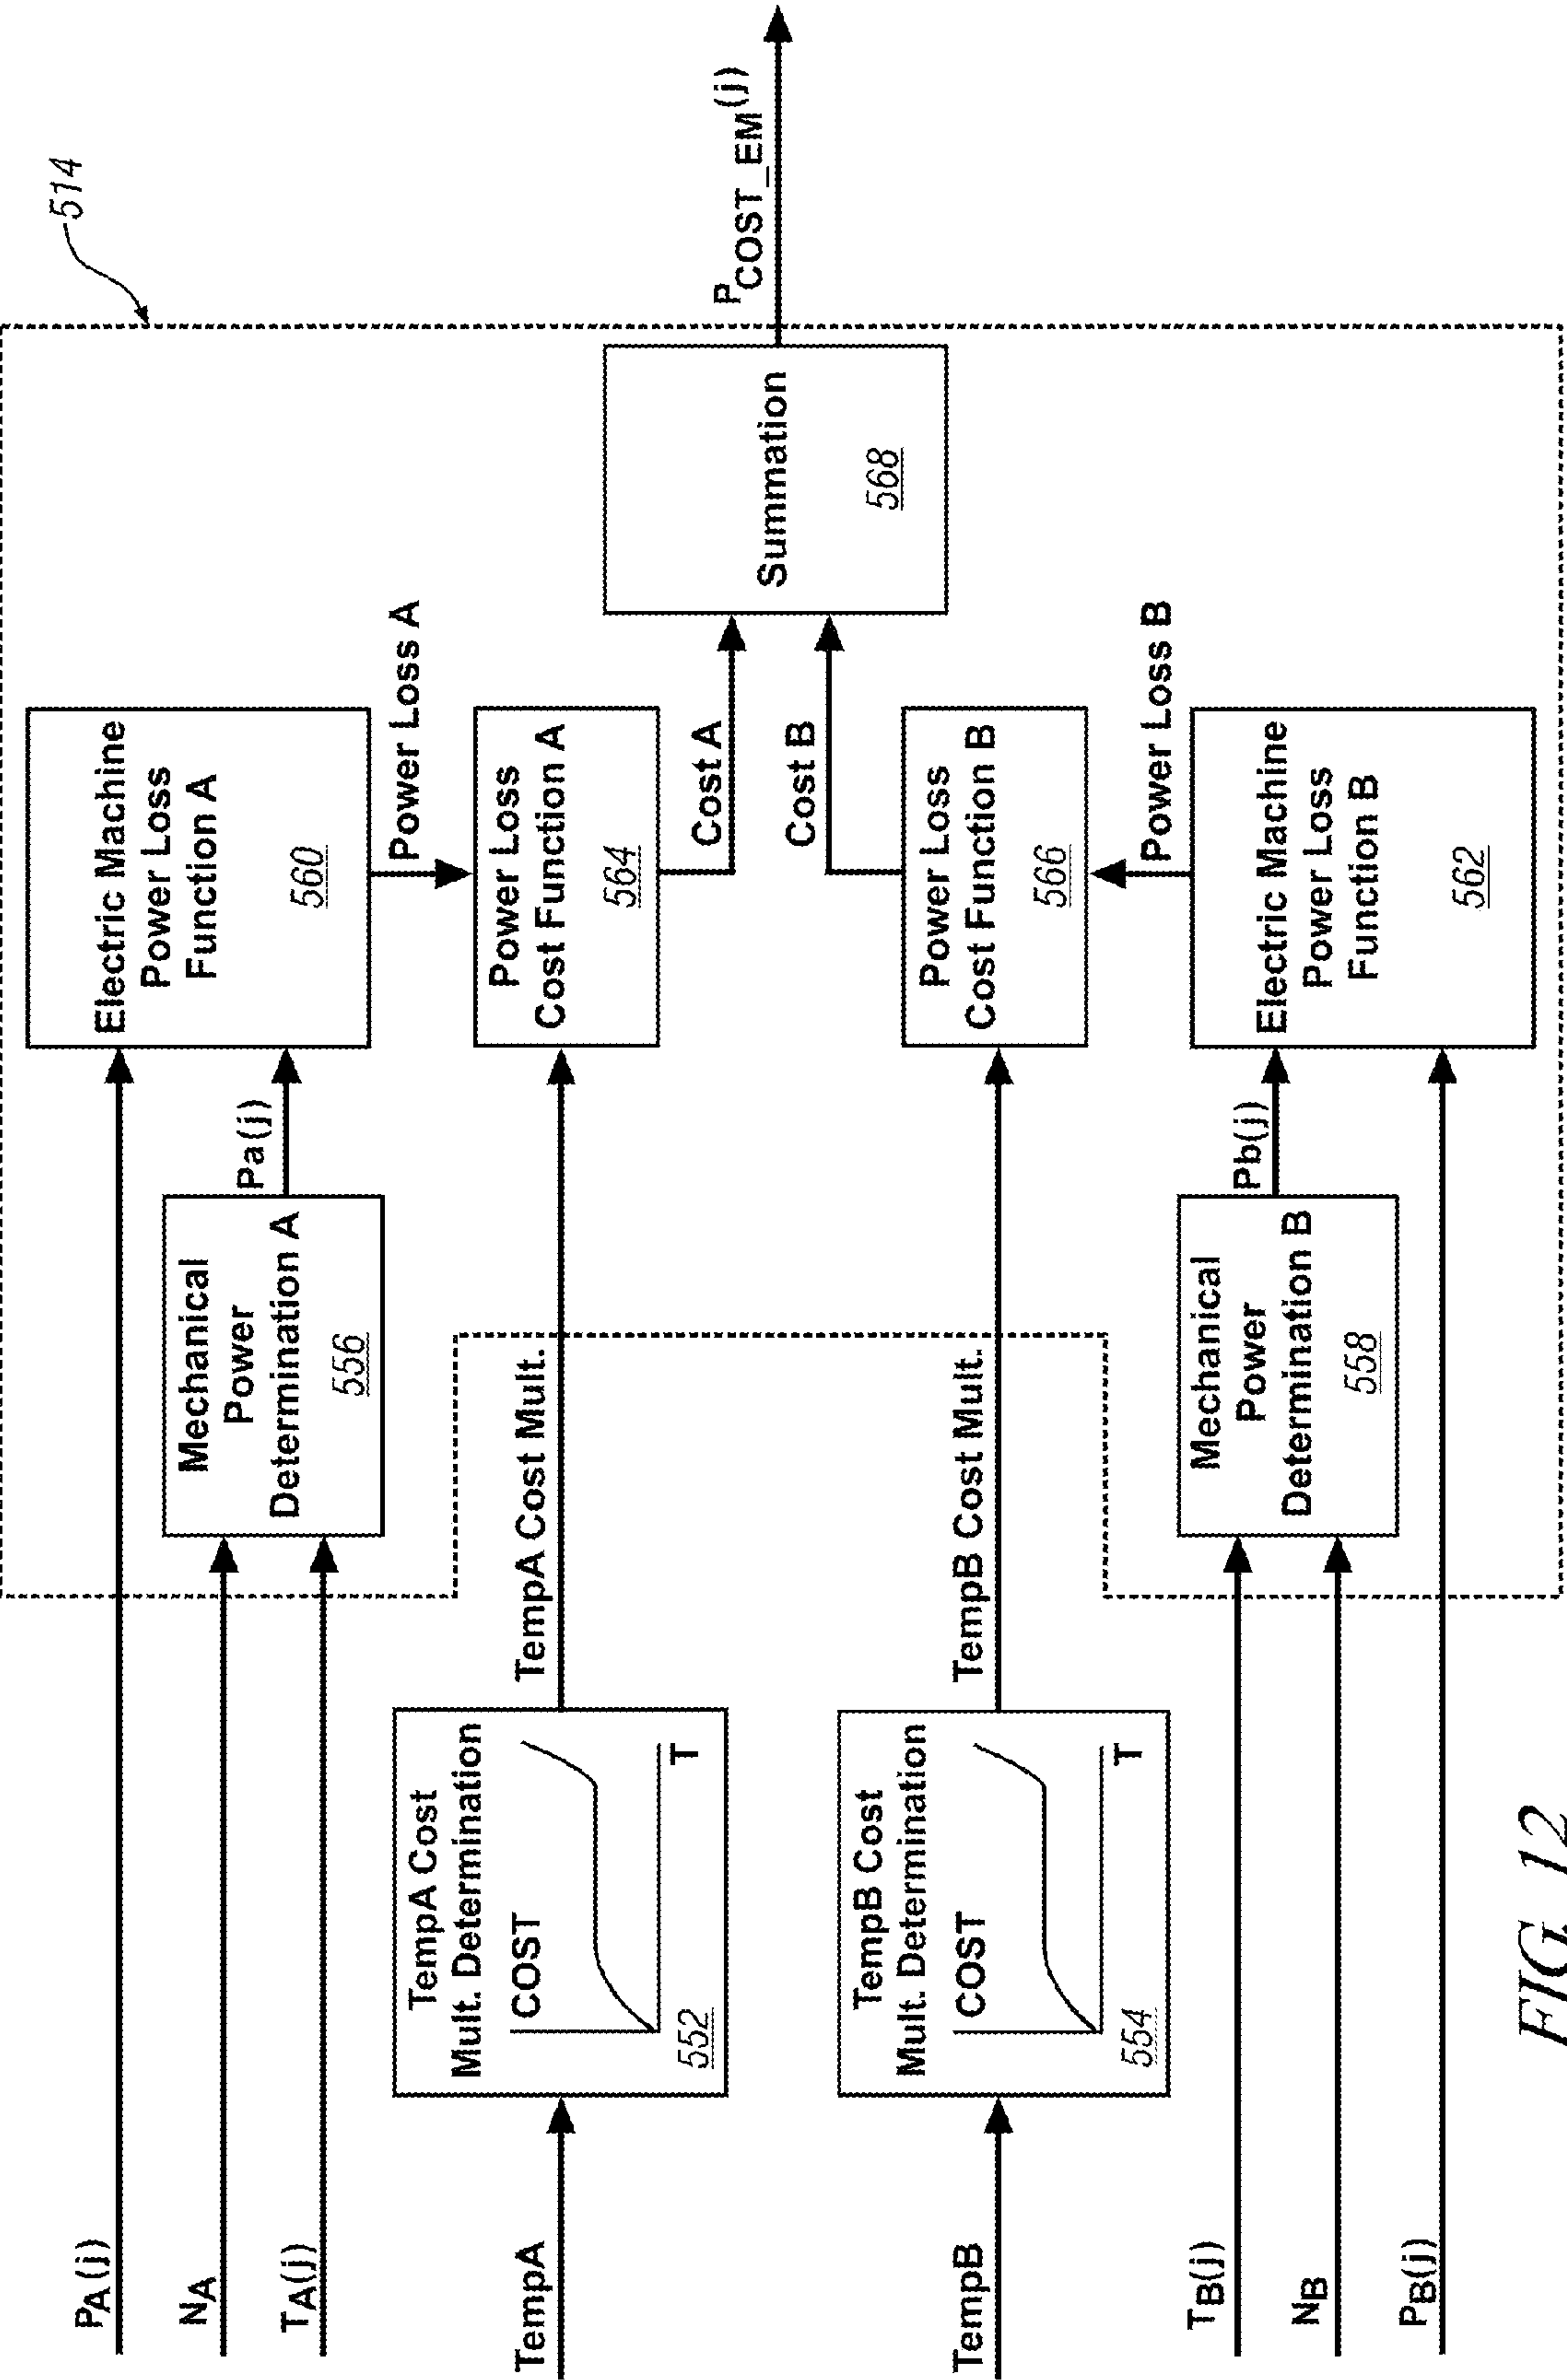 514
PA(j)
NA
TA(j)
Mechanical
Power
Determination A
556
Pa(j)
Electric Machine
Power Loss
Function A
560
Power Loss A
TempA
TempA Cost
Mult. Determination
COST
T
552
TempA Cost Mult.
Power Loss
Cost Function A
564
Cost A
Summation
568
PCOST_EM(j)
TempB
TempB Cost
Mult. Determination
COST
T
554
TempB Cost Mult.
Power Loss
Cost Function B
566
Cost B
Power Loss B
TB(j)
NB
PB(j)
Mechanical
Power
Determination B
558
Pb(j)
Electric Machine
Power Loss
Function B
562
FIG. 12